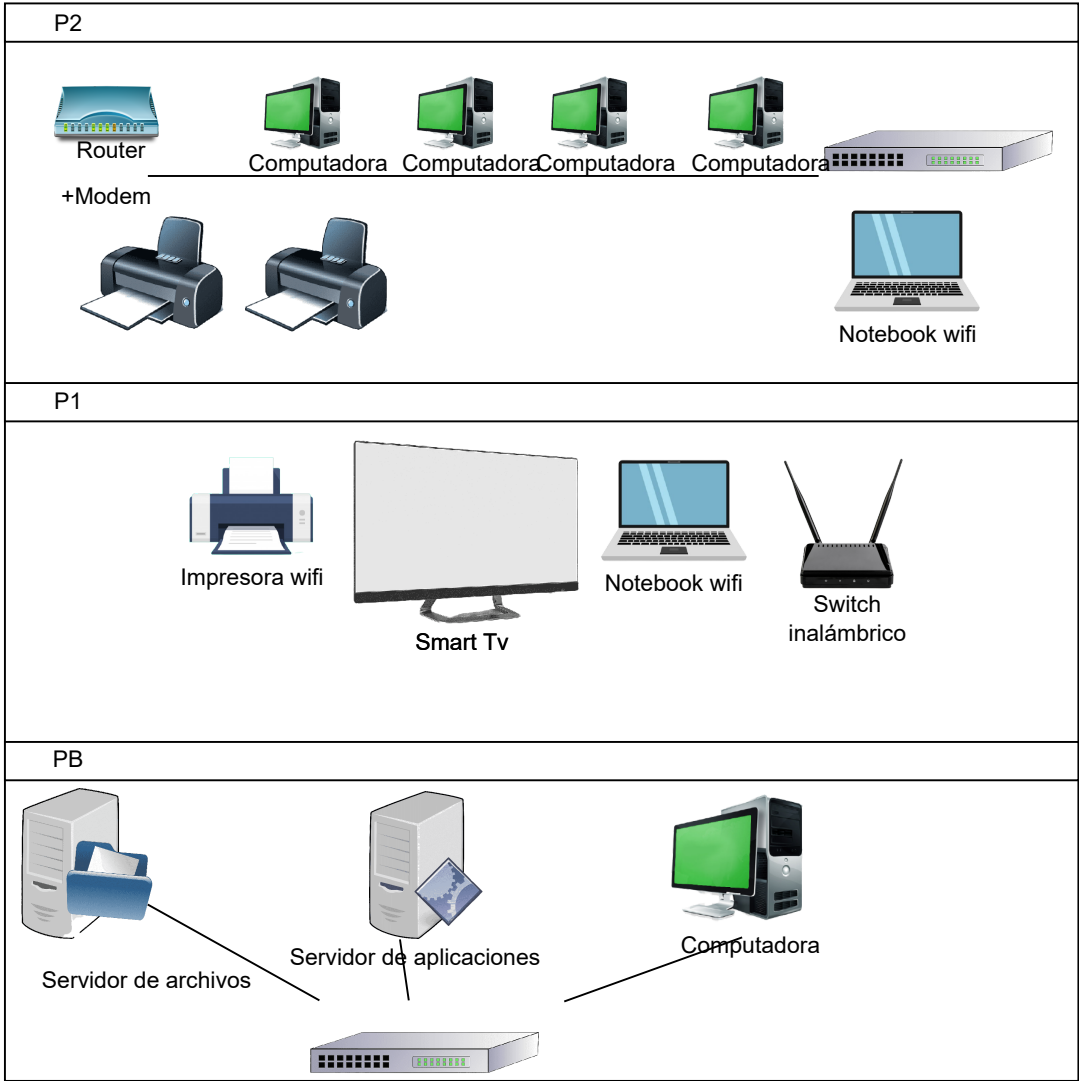 P2
Router
+Modem
Computadora
Computadora
Computadora
Computadora
Notebook wifi
P1
Impresora wifi
Smart Tv
Notebook wifi
Switch
inalámbrico
PB
Servidor de archivos
Servidor de aplicaciones
Computadora